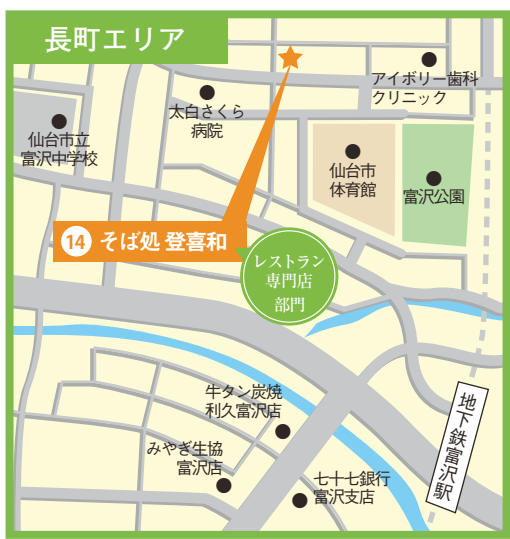 長町エリア
アイボリー歯科
クリニック
太白さくら
病院
仙台市立
富沢中学校
仙台市
体育館
富沢公園
14 そば処 登喜和
レストラン
専門店
部門
牛タン炭焼
利久富沢店
みやぎ生協
富沢店
七十七銀行
富沢支店
地下鉄富沢駅